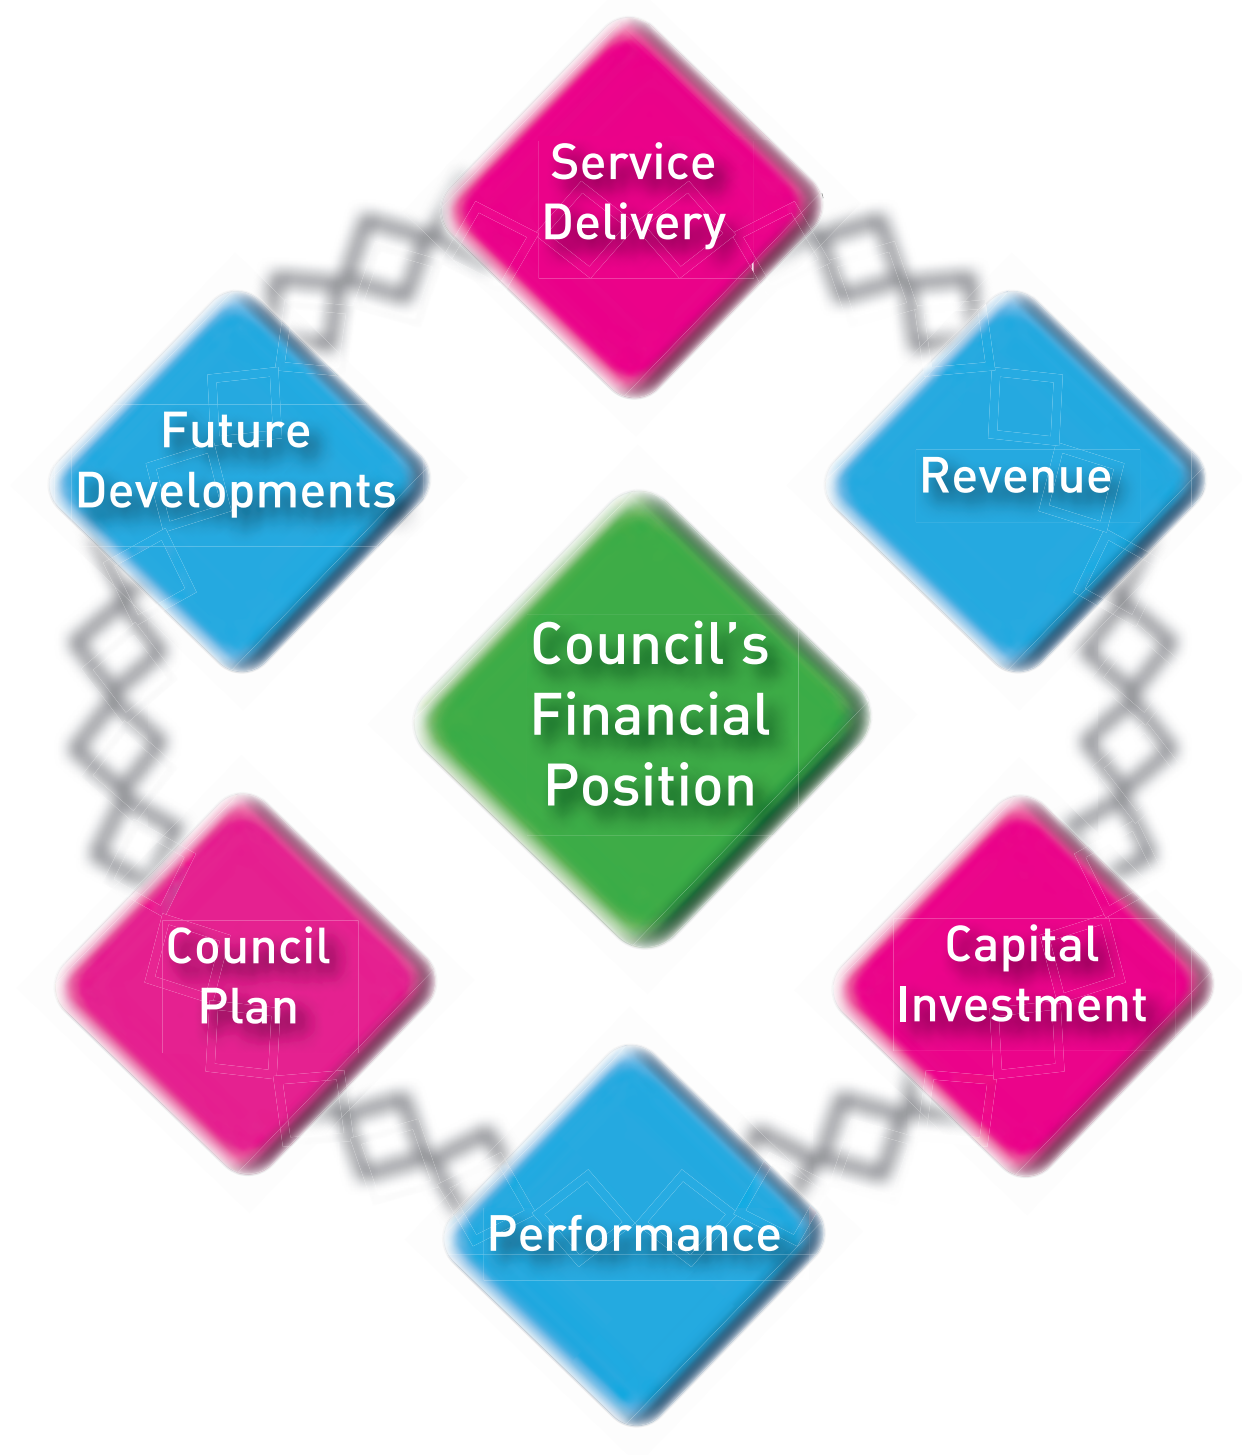 Service
Delivery
Future
Developments
Revenue
Council’s
Financial
Position
Council
Plan
Capital
Investment
Performance